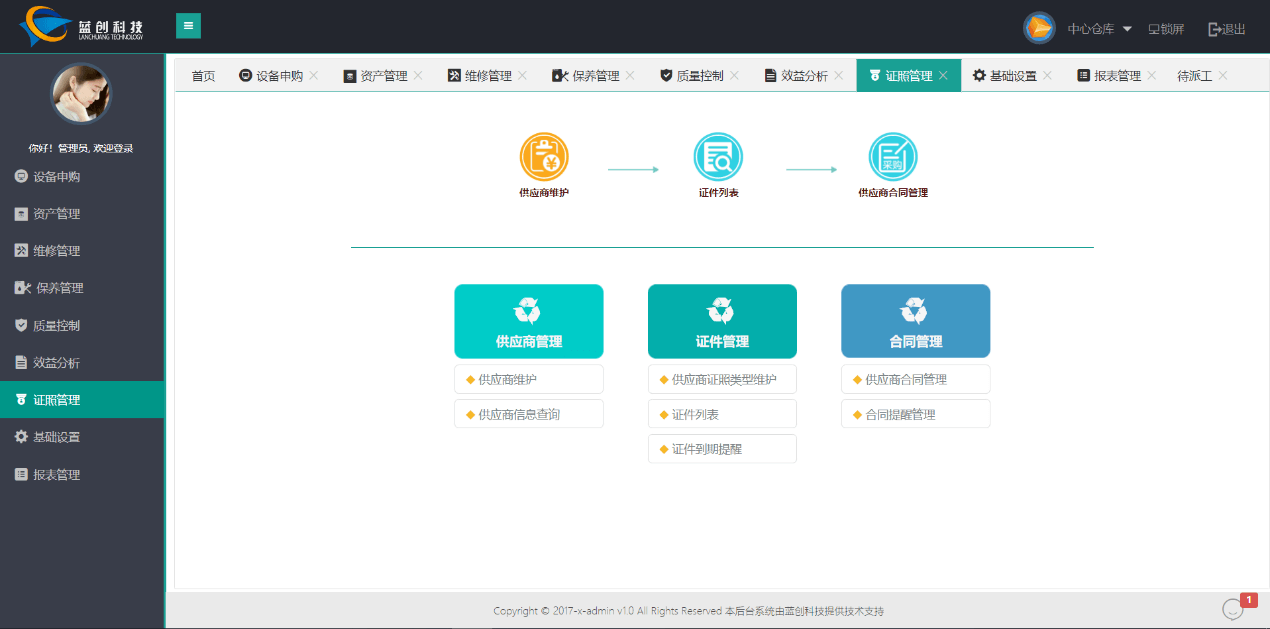 蓝创科技
LANCHUANG TECHNOLOGY
中心仓库 锁屏 退出
首页 设备申购 资产管理 维修管理 保养管理 质量控制 效益分析 证照管理 基础设置 报表管理 待派工
你好！管理员, 欢迎登录
设备申购
资产管理
维修管理
保养管理
质量控制
效益分析
证照管理
基础设置
报表管理
采购
供应商维护 证件列表 供应商合同管理
供应商管理
供应商维护
供应商信息查询
证件管理
供应商证照类型维护
证件列表
证件到期提醒
合同管理
供应商合同管理
合同提醒管理
Copyright © 2017-x-admin v1.0 All Rights Reserved 本后台系统由蓝创科技提供技术支持
1